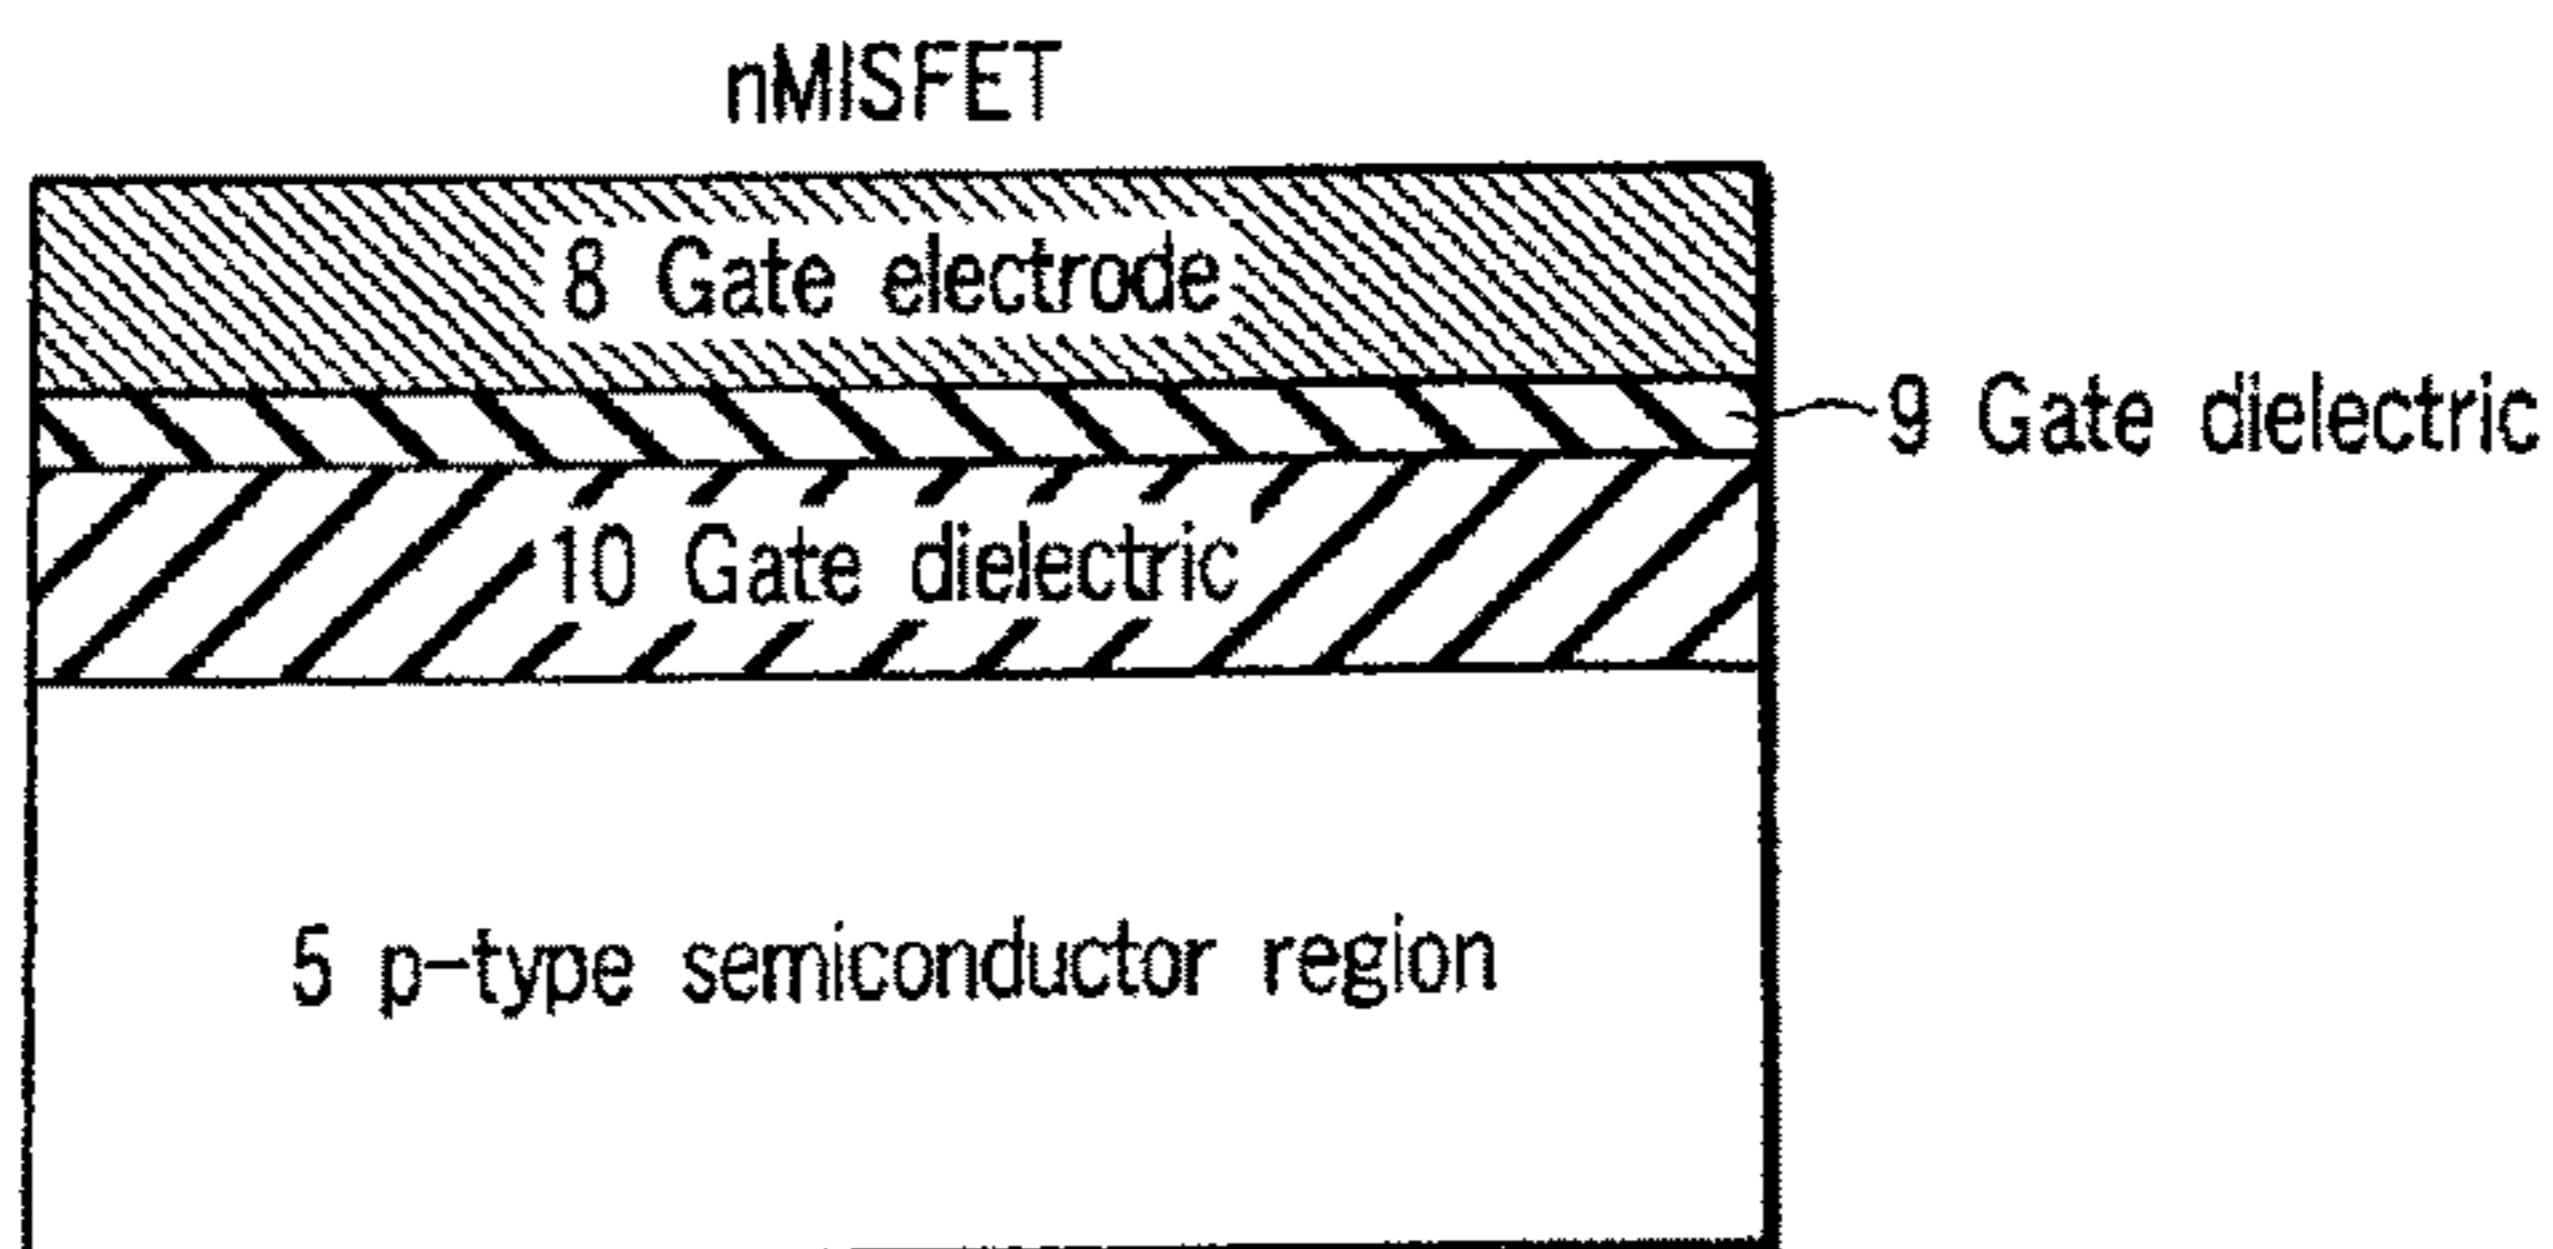 nMISFET
8 Gate electrode
9 Gate dielectric
10 Gate dielectric
5 p-type semiconductor region